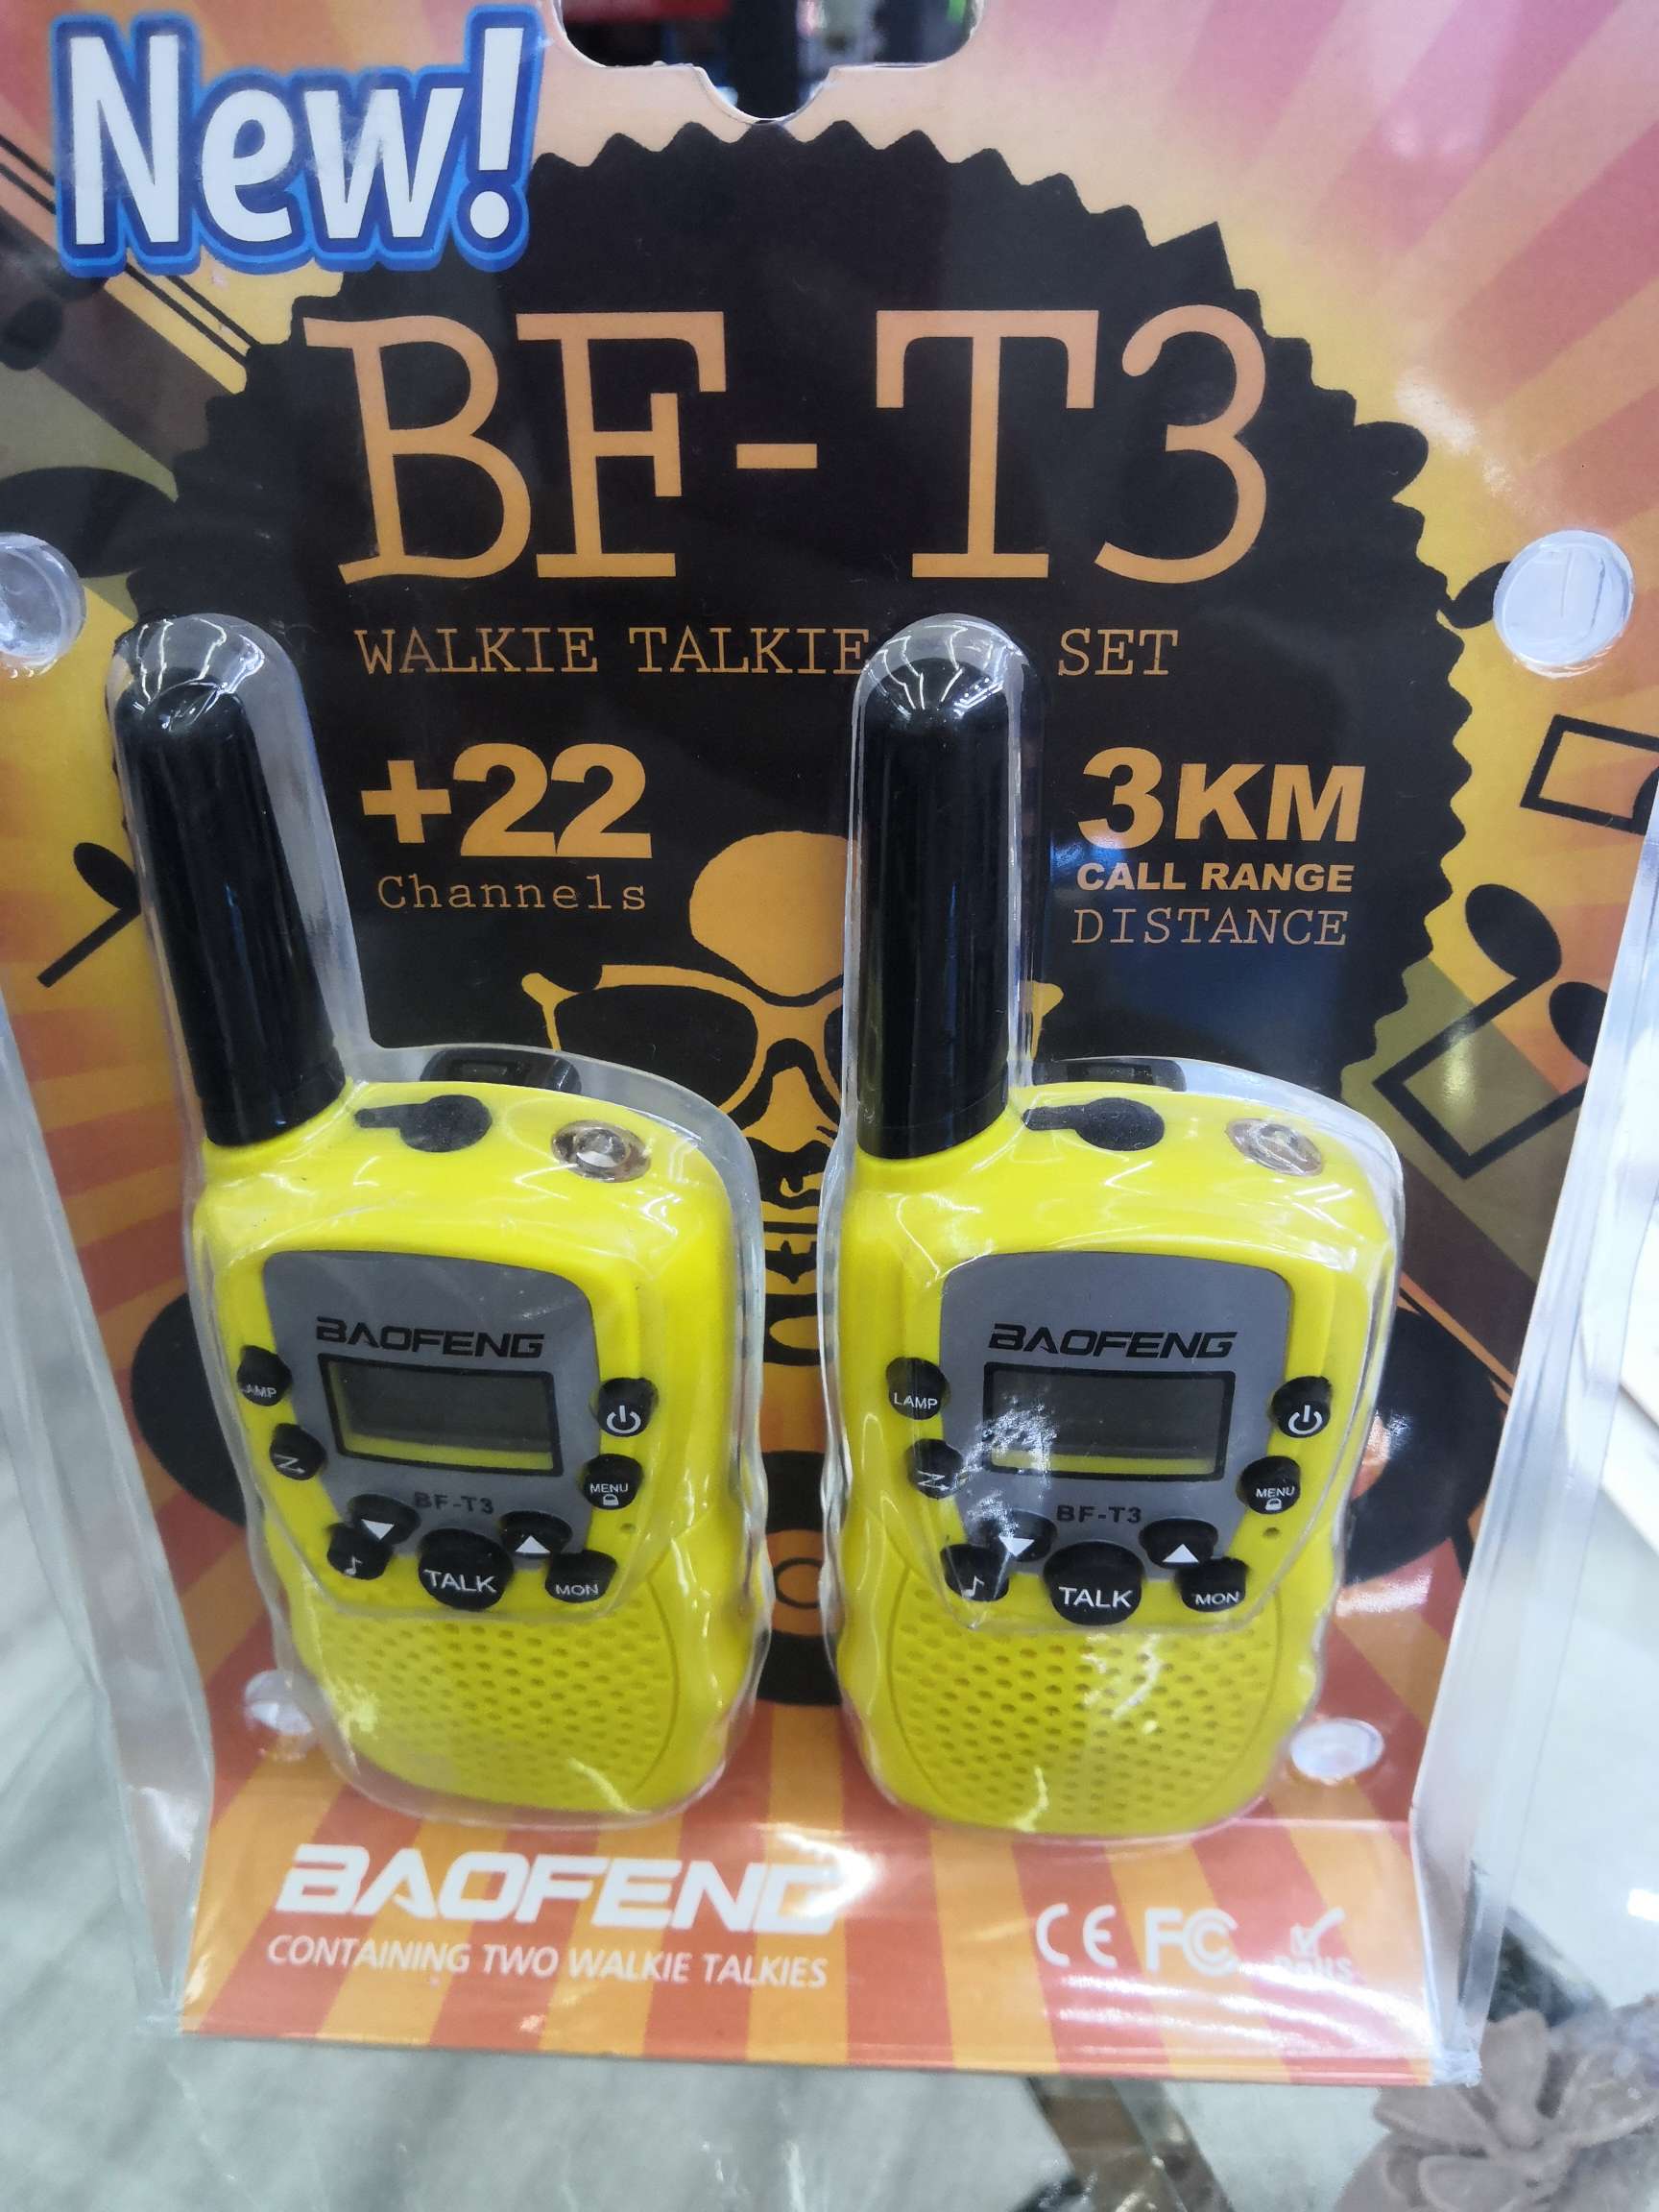 New!
BF-T3
WALKIE TALKIE SET
+22
Channels
3KM
CALL RANGE
DISTANCE
BAOFENG
LAMP
MENU
BF-T3
TALK
MON
BAOFENG
LAMP
MENU
BF-T3
TALK
MON
BAOFENG
CONTAINING TWO WALKIE TALKIES
CE FC RoHS